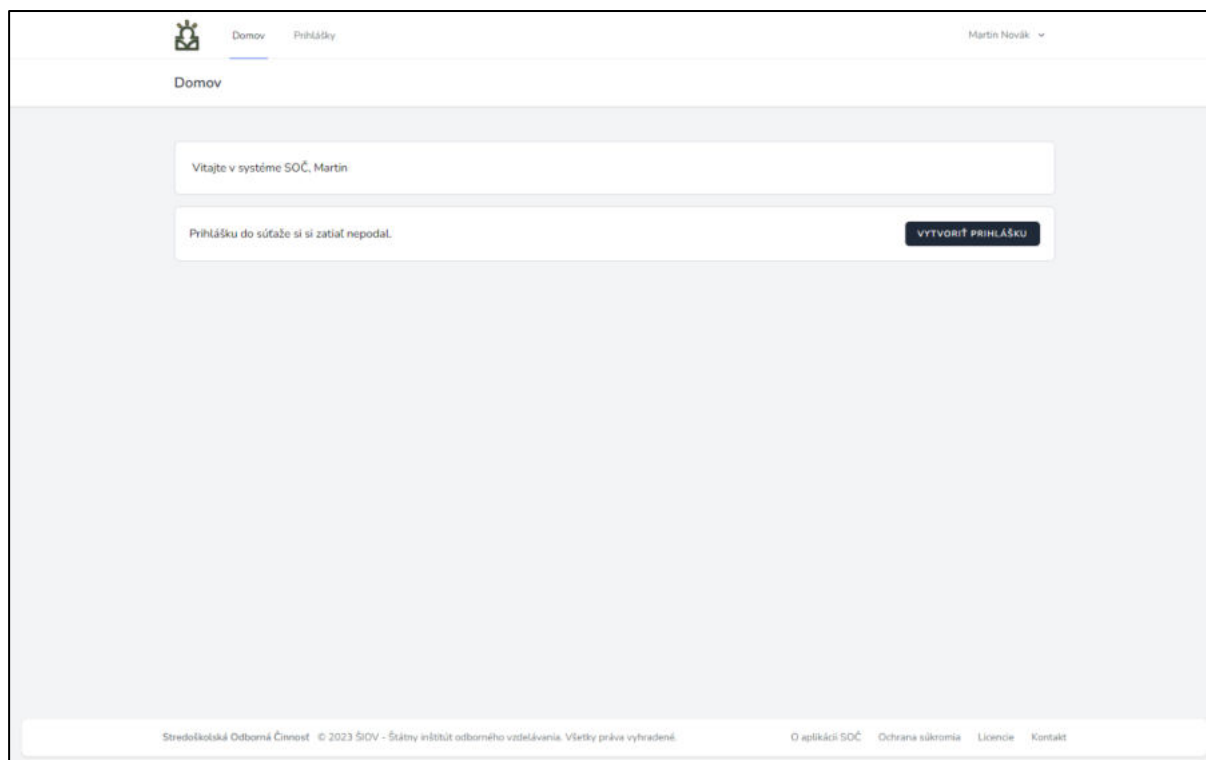 Domov Prihlášky Martin Novák
Domov
Vitajte v systéme SOČ, Martin
Prihlášku do súťaže si si zatiaľ nepodal. VYTVORIŤ PRIHLÁŠKU
Stredoškolská Odborná Činnosť © 2023 ŠIOV - Štátny inštitút odborného vzdelávania. Všetky práva vyhradené. O aplikácii SOČ Ochrana súkromia Licencie Kontakt